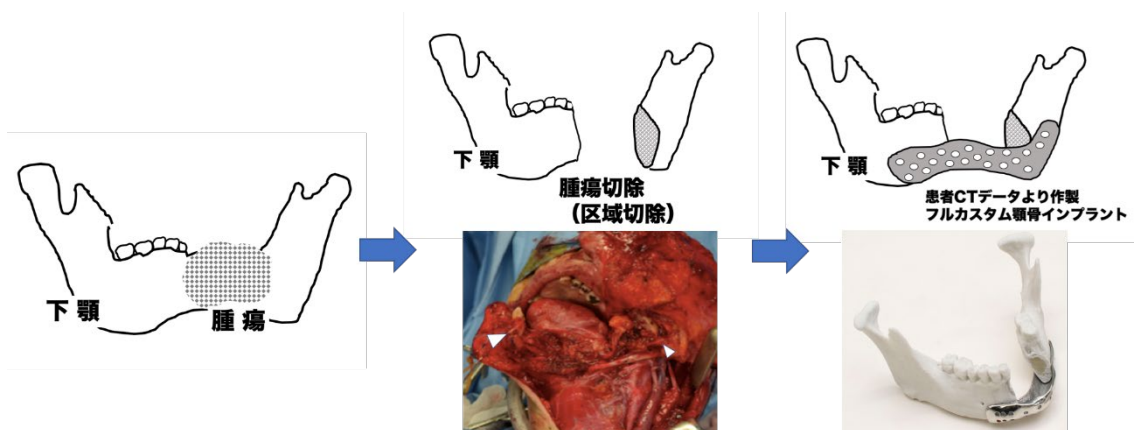 下 顎
腫 瘍
下 顎
腫瘍切除
（区域切除）
下 顎
患者CTデータより作製
フルカスタム顎骨インプラント